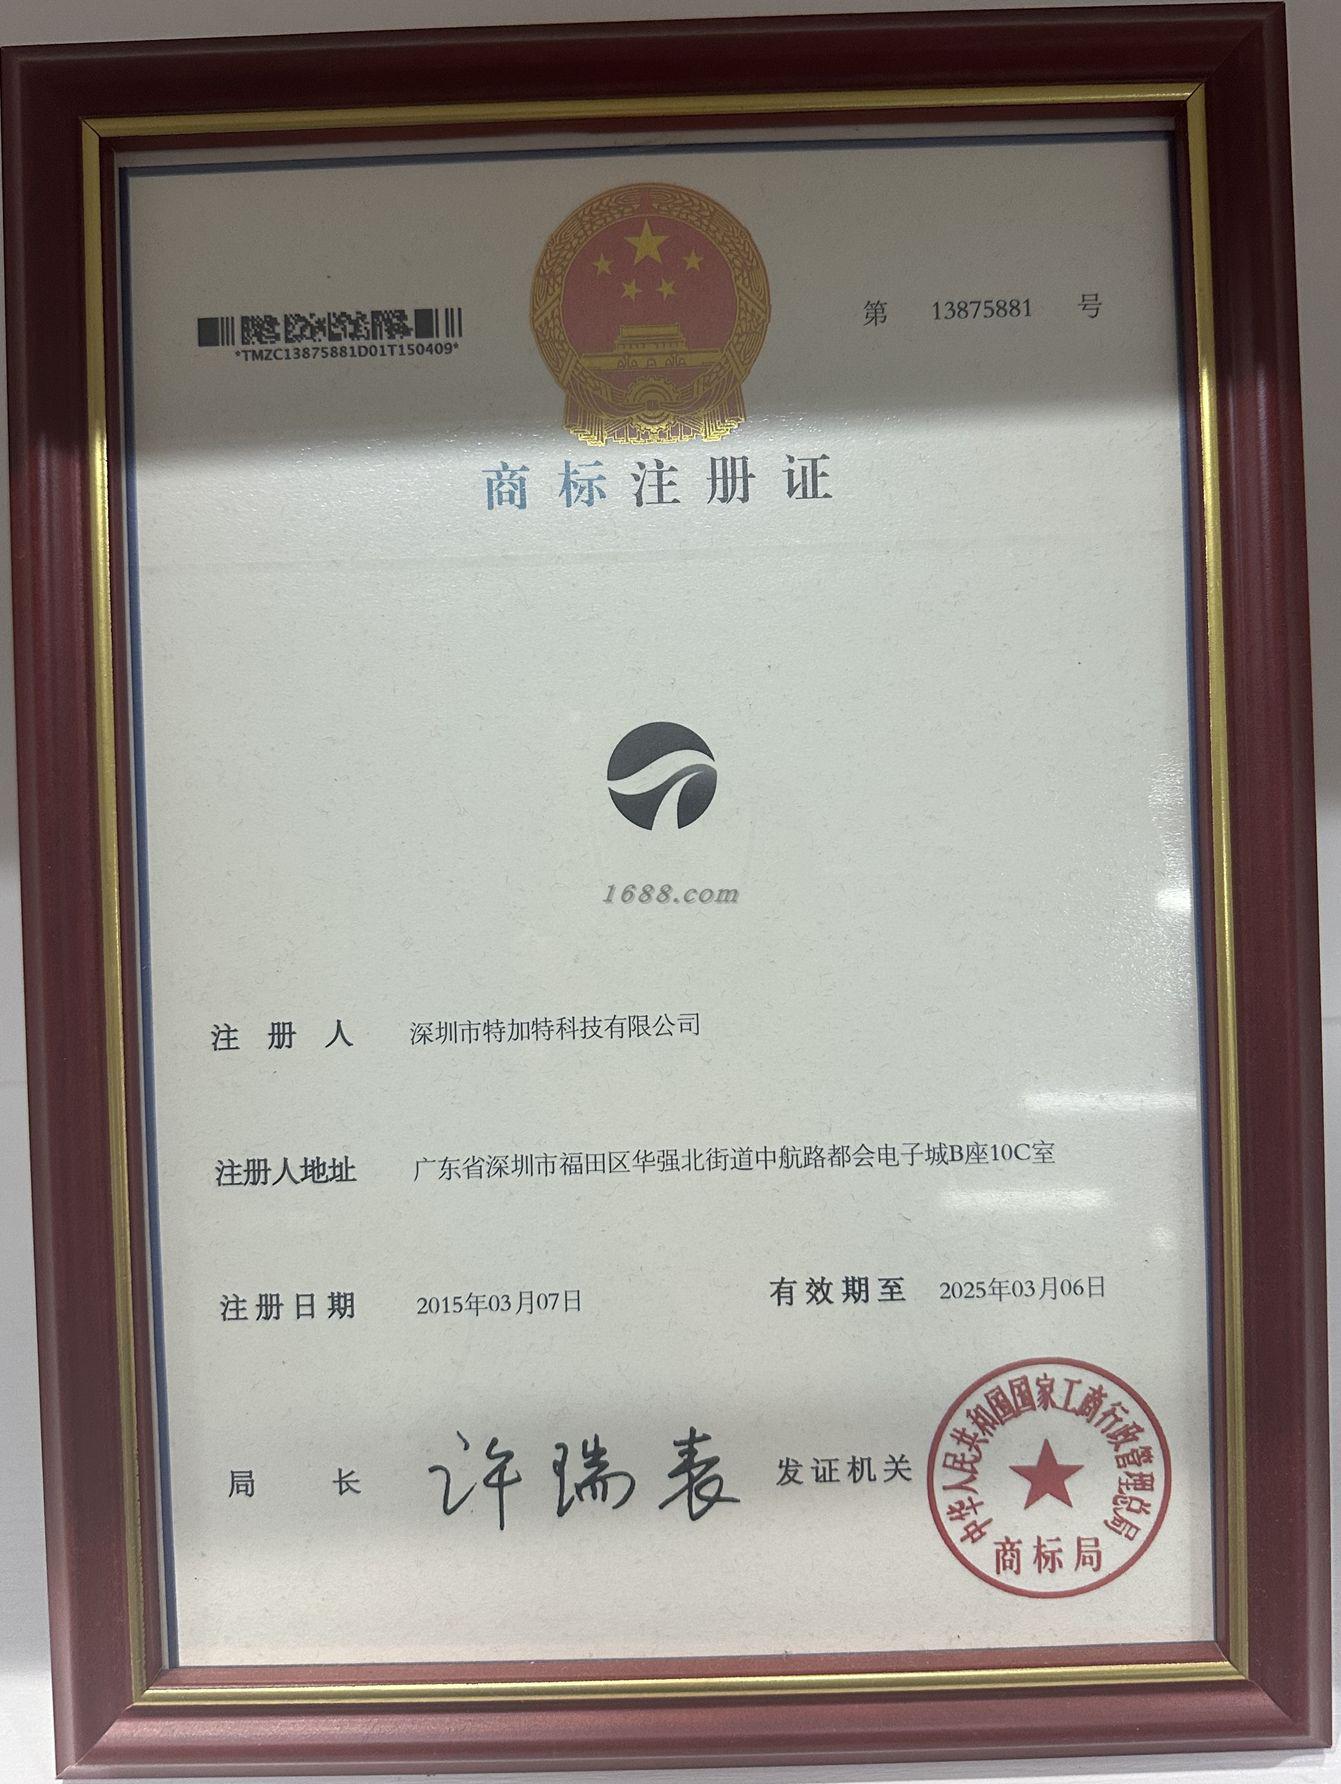 第 13875881 号
*TMZC13875881D01T150409*
商标注册证
1688.com
注册人 深圳市特加特科技有限公司
注册人地址 广东省深圳市福田区华强北街道中航路都会电子城B座10C室
注册日期 2015年03月07日 有效期至 2025年03月06日
局长 许瑞表 发证机关
中华人民共和国国家工商行政管理总局
商标局